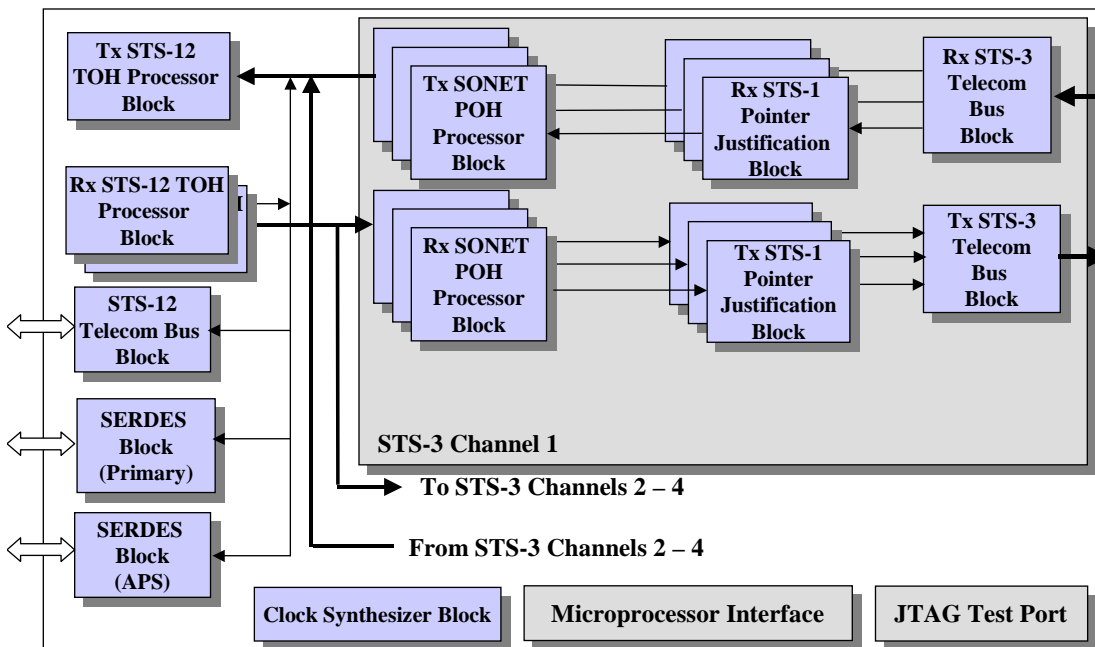 Tx STS-12
TOH Processor
Block
Tx SONET
POH
Processor
Block
Rx STS-1
Pointer
Justification
Block
Rx STS-3
Telecom
Bus
Block
Rx STS-12 TOH
Processor
Block
Rx SONET
POH
Processor
Block
Tx STS-1
Pointer
Justification
Block
Tx STS-3
Telecom
Bus
Block
STS-12
Telecom Bus
Block
SERDES
Block
(Primary)
STS-3 Channel 1
To STS-3 Channels 2 – 4
SERDES
Block
(APS)
From STS-3 Channels 2 – 4
Clock Synthesizer Block
Microprocessor Interface
JTAG Test Port